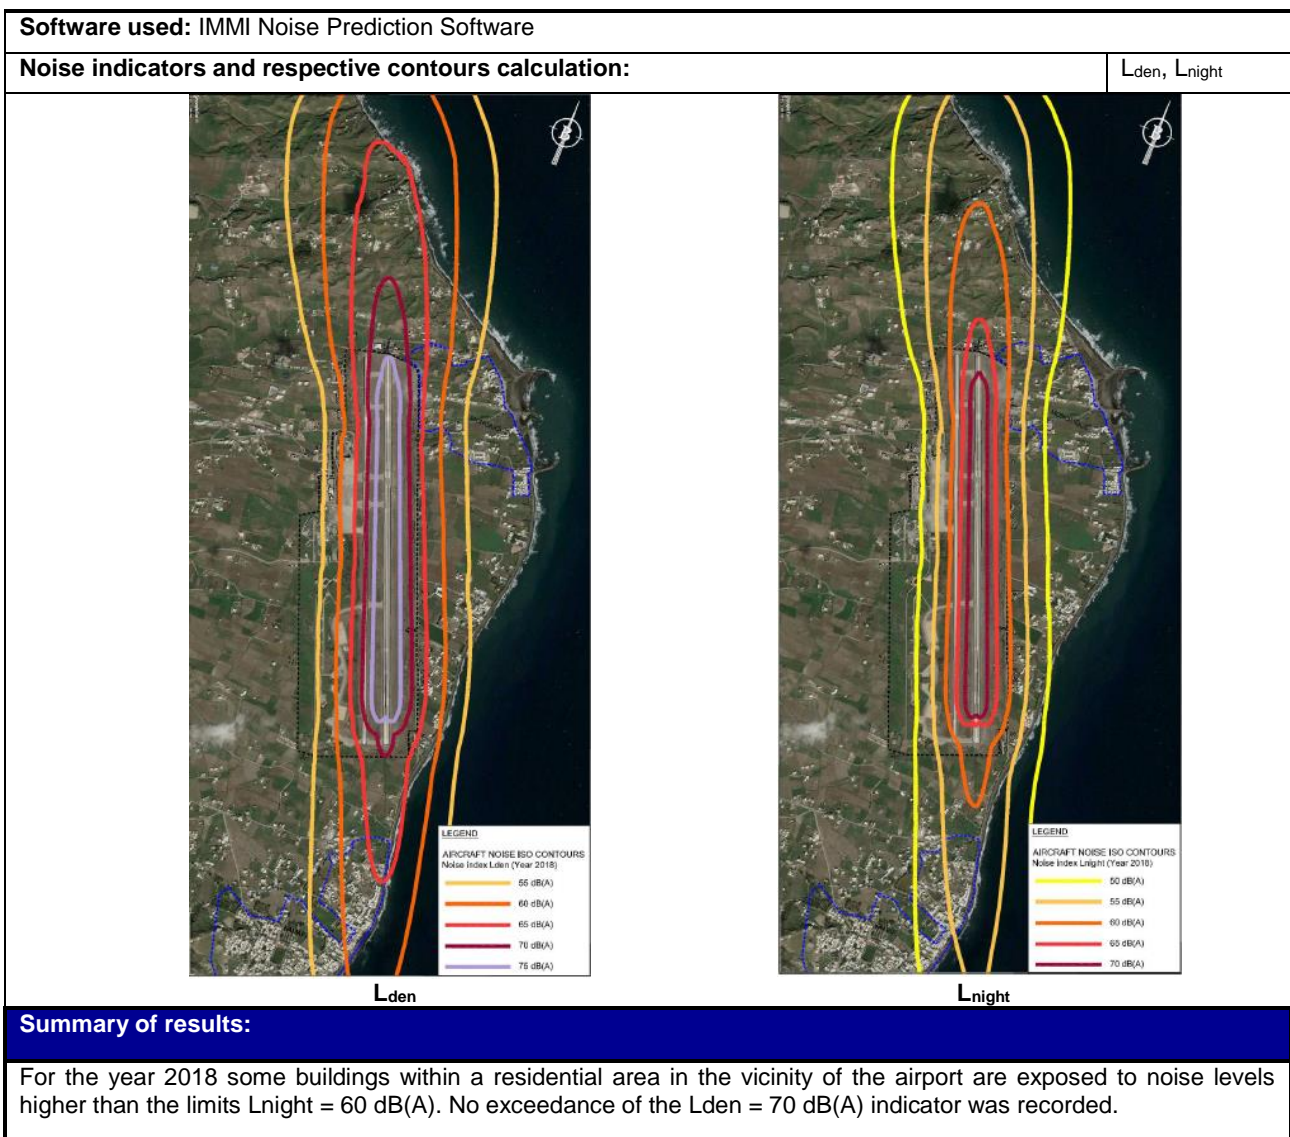 Software used: IMMI Noise Prediction Software
Noise indicators and respective contours calculation:
Lden, Lnight
LEGEND
AIRCRAFT NOISE ISO CONTOURS
Noise index Lden (Year 2018)
55 dB(A)
60 dB(A)
65 dB(A)
70 dB(A)
75 dB(A)
LEGEND
AIRCRAFT NOISE ISO CONTOURS
Noise index Lnight (Year 2018)
50 dB(A)
55 dB(A)
60 dB(A)
65 dB(A)
70 dB(A)
Lden
Lnight
Summary of results:
For the year 2018 some buildings within a residential area in the vicinity of the airport are exposed to noise levels
higher than the limits Lnight = 60 dB(A). No exceedance of the Lden = 70 dB(A) indicator was recorded.